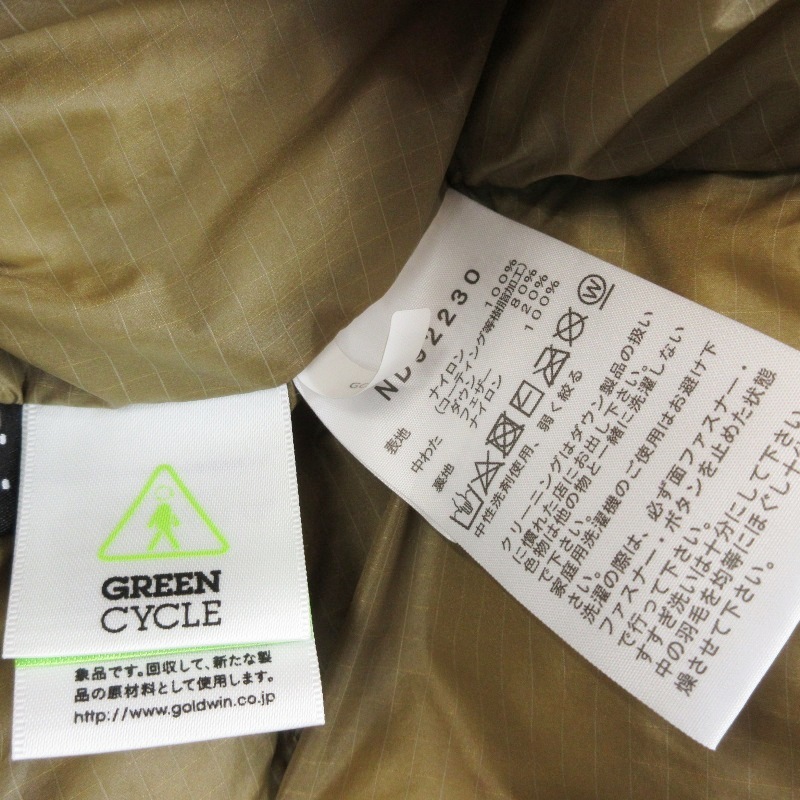 GREEN
CYCLE
象品です。回収して、新たな製
品の原材料として使用します。
http://www.goldwin.co.jp
02230
表地 ナイロン 100%
(コーティング等樹脂加工)
中わた ダウン 80%
フェザー 20%
裏地 ナイロン 100%
W
中性洗剤使用、弱く絞る
クリーニングはダウン製品の扱い
に慣れた店にお出し下さい。
色物は他の物と一緒に洗濯しない
で下さい。
家庭用洗濯機のご使用はお避け下
さい。
洗濯の際は、必ず面ファスナー・
ファスナー・ボタンを止めた状態
で行って下さい。
すすぎ洗いは十分にして下さい
中の羽毛を均等にほぐし十
燥させて下さい。